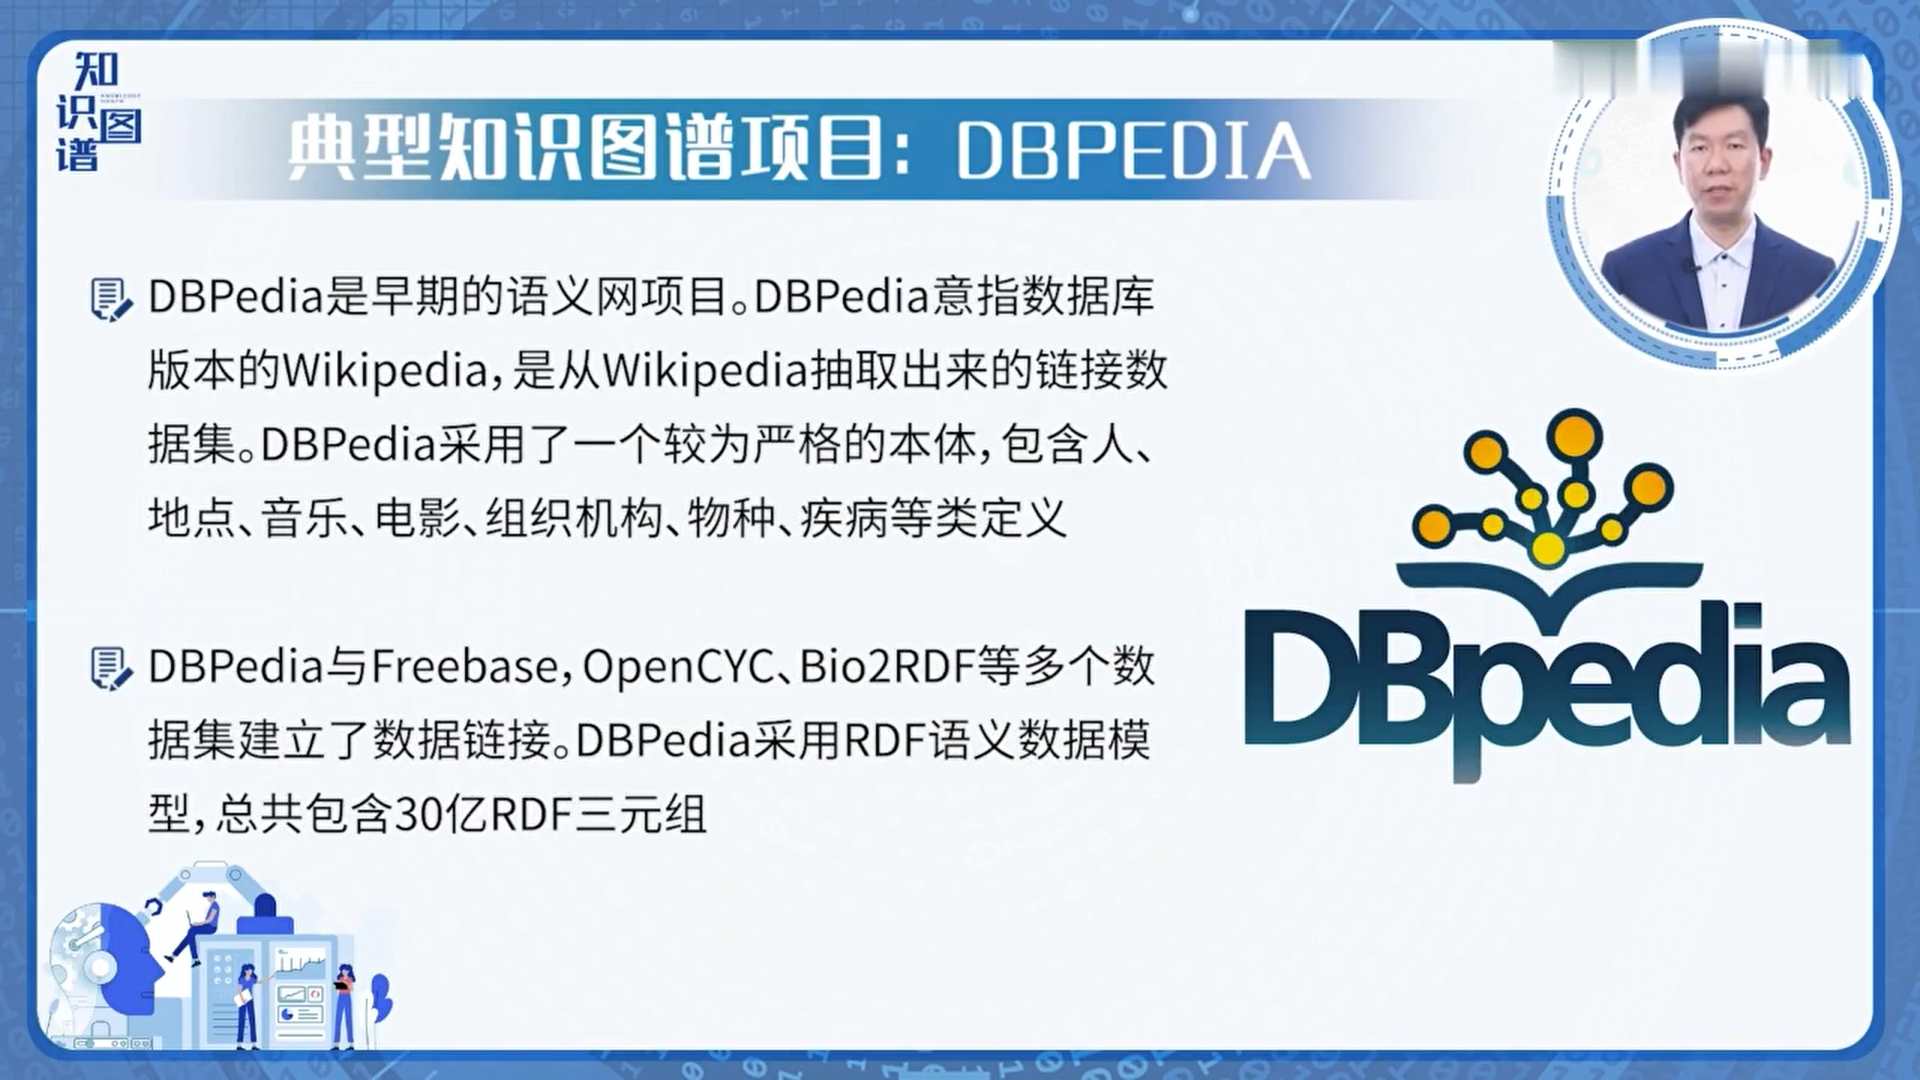 知识图谱
典型知识图谱项目：DBPEDIA
DBPedia是早期的语义网项目。DBPedia意指数据库
版本的Wikipedia，是从Wikipedia抽取出来的链接数
据集。DBPedia采用了一个较为严格的本体，包含人、
地点、音乐、电影、组织机构、物种、疾病等类定义
DBPedia与Freebase，OpenCYC、Bio2RDF等多个数
据集建立了数据链接。DBPedia采用RDF语义数据模
型，总共包含30亿RDF三元组
DBpedia